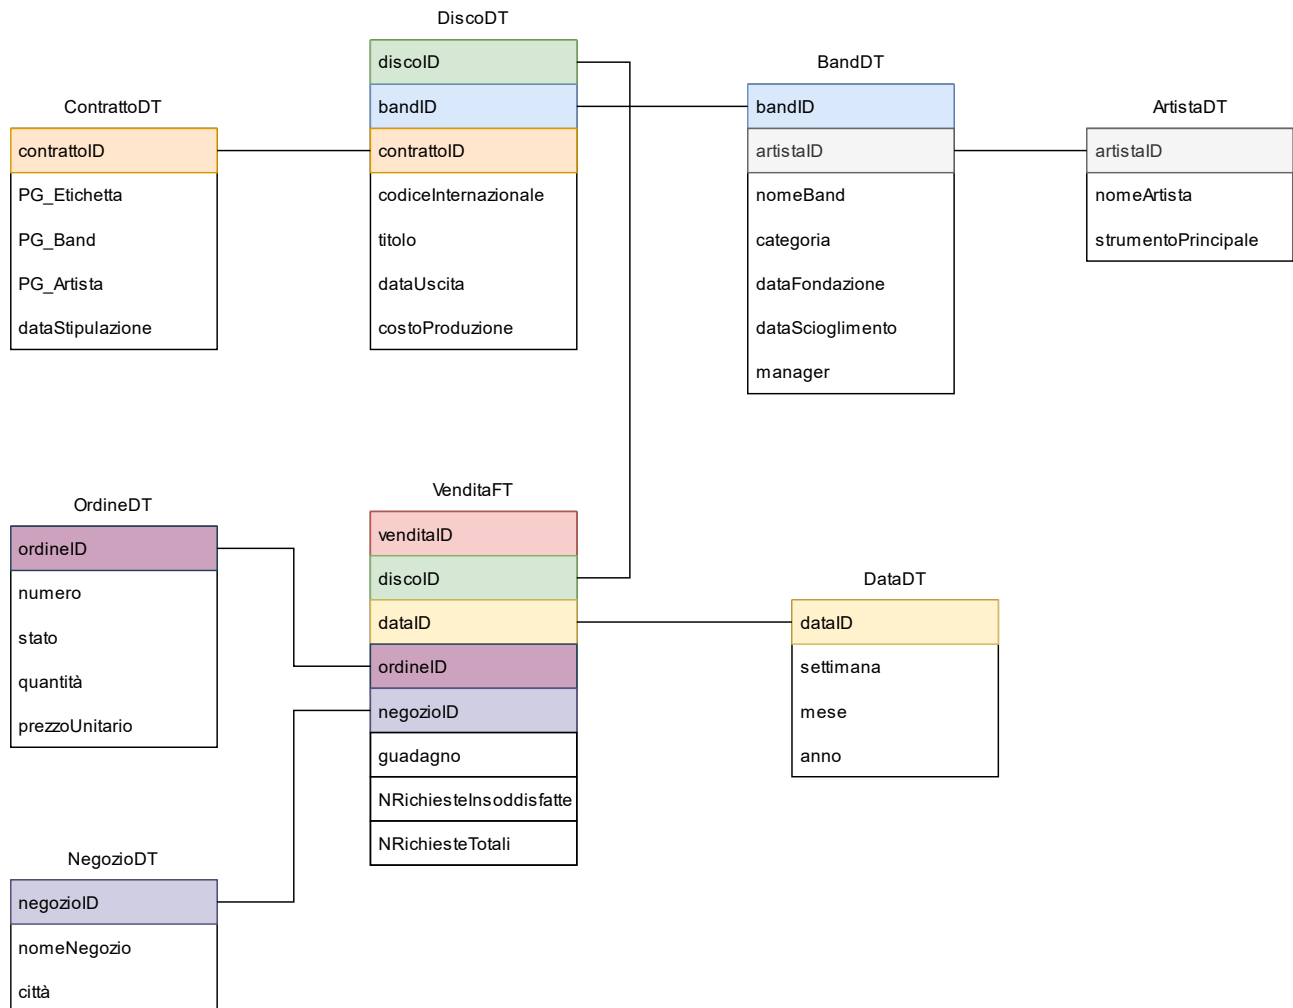 DiscoDT
discoID
bandID
contrattoID
codiceInternazionale
titolo
dataUscita
costoProduzione
ContrattoDT
contrattoID
PG_Etichetta
PG_Band
PG_Artista
dataStipulazione
BandDT
bandID
artistaID
nomeBand
categoria
dataFondazione
dataScioglimento
manager
ArtistaDT
artistaID
nomeArtista
strumentoPrincipale
OrdineDT
ordineID
numero
stato
quantità
prezzoUnitario
VenditaFT
venditaID
discoID
dataID
ordineID
negozioID
guadagno
NRichiesteInsoddisfatte
NRichiesteTotali
DataDT
dataID
settimana
mese
anno
NegozioDT
negozioID
nomeNegozio
città